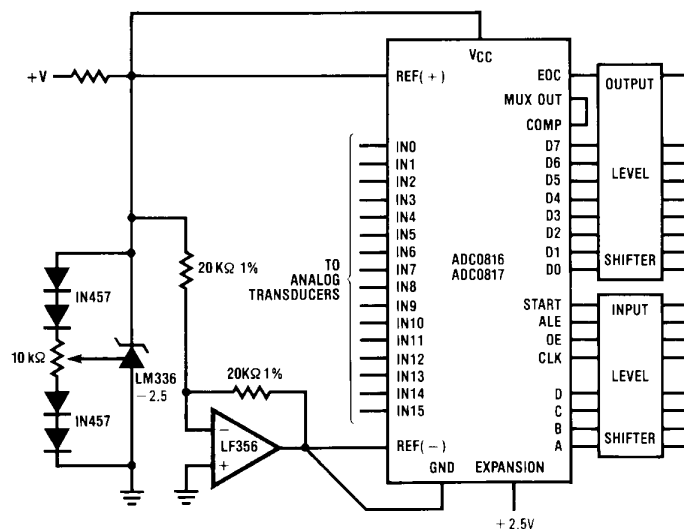 +V
REF(+)
VCC
EOC
OUTPUT
MUX OUT
COMP
IN0
IN1
IN2
IN3
IN4
IN5
IN6
IN7
IN8
IN9
IN10
IN11
IN12
IN13
IN14
IN15
TO
ANALOG
TRANSDUCERS
ADC0816
ADC0817
D7
D6
D5
D4
D3
D2
D1
D0
LEVEL
SHIFTER
START
ALE
OE
CLK
D
C
B
A
INPUT
LEVEL
SHIFTER
REF(−)
GND
EXPANSION
+2.5V
20KΩ 1%
20KΩ 1%
IN457
10 kΩ
LM336
−2.5
IN457
−
LF356
+